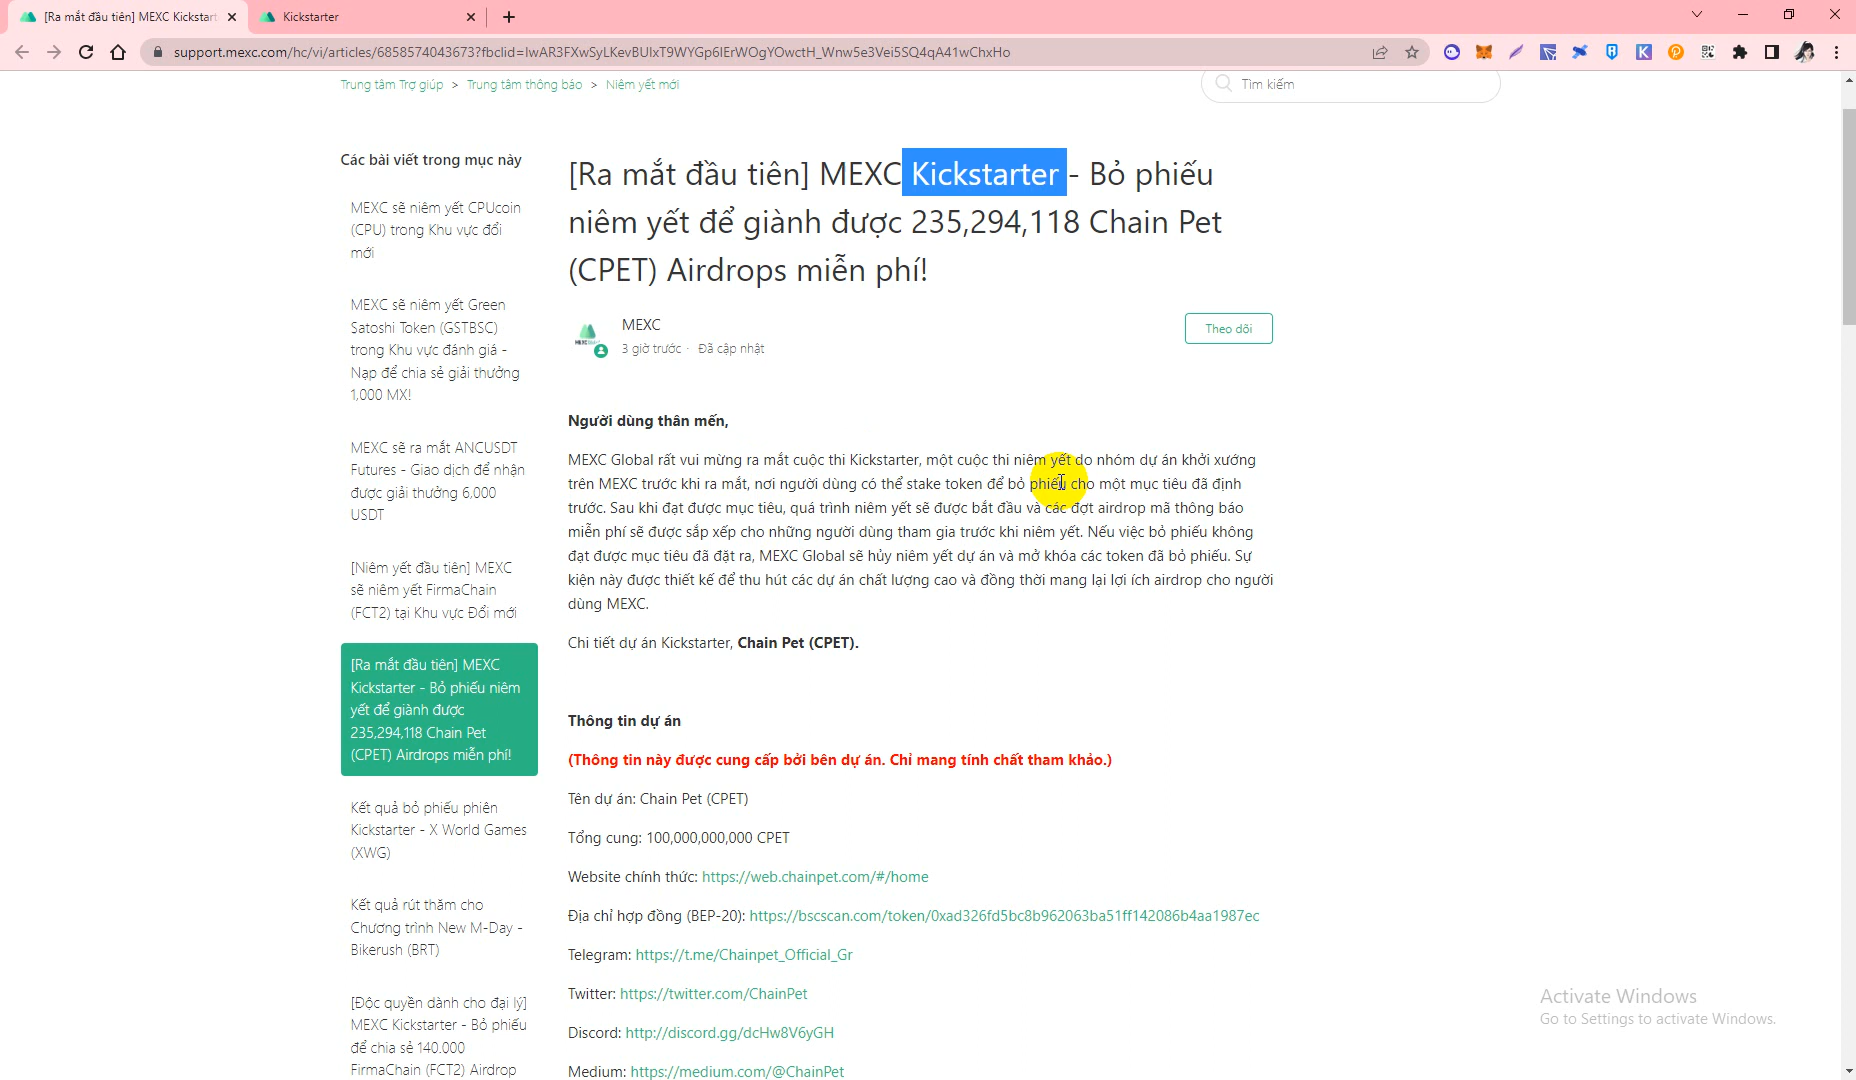 [Ra mắt đầu tiên] MEXC Kickstart
Kickstarter
support.mexc.com/hc/vi/articles/6858574043673?fbclid=IwAR3FXwSyLKevBUIxT9WYGp6IErWOgYOwctH_Wnw5e3Vei5SQ4qA41wChxHo
Trung tâm Trợ giúp > Trung tâm thông báo > Niêm yết mới
Tìm kiếm
Các bài viết trong mục này
MEXC sẽ niêm yết CPUcoin
(CPU) trong Khu vực đổi
mới
MEXC sẽ niêm yết Green
Satoshi Token (GSTBSC)
trong Khu vực đánh giá -
Nạp để chia sẻ giải thưởng
1,000 MX!
MEXC sẽ ra mắt ANCUSDT
Futures - Giao dịch để nhận
được giải thưởng 6,000
USDT
[Niêm yết đầu tiên] MEXC
sẽ niêm yết FirmaChain
(FCT2) tại Khu vực Đổi mới
[Ra mắt đầu tiên] MEXC
Kickstarter - Bỏ phiếu niêm
yết để giành được
235,294,118 Chain Pet
(CPET) Airdrops miễn phí!
Kết quả bỏ phiếu phiên
Kickstarter - X World Games
(XWG)
Kết quả rút thăm cho
Chương trình New M-Day -
Bikerush (BRT)
[Độc quyền dành cho đại lý]
MEXC Kickstarter - Bỏ phiếu
để chia sẻ 140.000
FirmaChain (FCT2) Airdrop
[Ra mắt đầu tiên] MEXC Kickstarter - Bỏ phiếu
niêm yết để giành được 235,294,118 Chain Pet
(CPET) Airdrops miễn phí!
MEXC
3 giờ trước · Đã cập nhật
Theo dõi
Người dùng thân mến,
MEXC Global rất vui mừng ra mắt cuộc thi Kickstarter, một cuộc thi niêm yết do nhóm dự án khởi xướng
trên MEXC trước khi ra mắt, nơi người dùng có thể stake token để bỏ phiếu cho một mục tiêu đã định
trước. Sau khi đạt được mục tiêu, quá trình niêm yết sẽ được bắt đầu và các đợt airdrop mã thông báo
miễn phí sẽ được sắp xếp cho những người dùng tham gia trước khi niêm yết. Nếu việc bỏ phiếu không
đạt được mục tiêu đã đặt ra, MEXC Global sẽ hủy niêm yết dự án và mở khóa các token đã bỏ phiếu. Sự
kiện này được thiết kế để thu hút các dự án chất lượng cao và đồng thời mang lại lợi ích airdrop cho người
dùng MEXC.
Chi tiết dự án Kickstarter, Chain Pet (CPET).
Thông tin dự án
(Thông tin này được cung cấp bởi bên dự án. Chỉ mang tính chất tham khảo.)
Tên dự án: Chain Pet (CPET)
Tổng cung: 100,000,000,000 CPET
Website chính thức: https://web.chainpet.com/#/home
Địa chỉ hợp đồng (BEP-20): https://bscscan.com/token/0xad326fd5bc8b962063ba51ff142086b4aa1987ec
Telegram: https://t.me/Chainpet_Official_Gr
Twitter: https://twitter.com/ChainPet
Discord: http://discord.gg/dcHw8V6yGH
Medium: https://medium.com/@ChainPet
Activate Windows
Go to Settings to activate Windows.